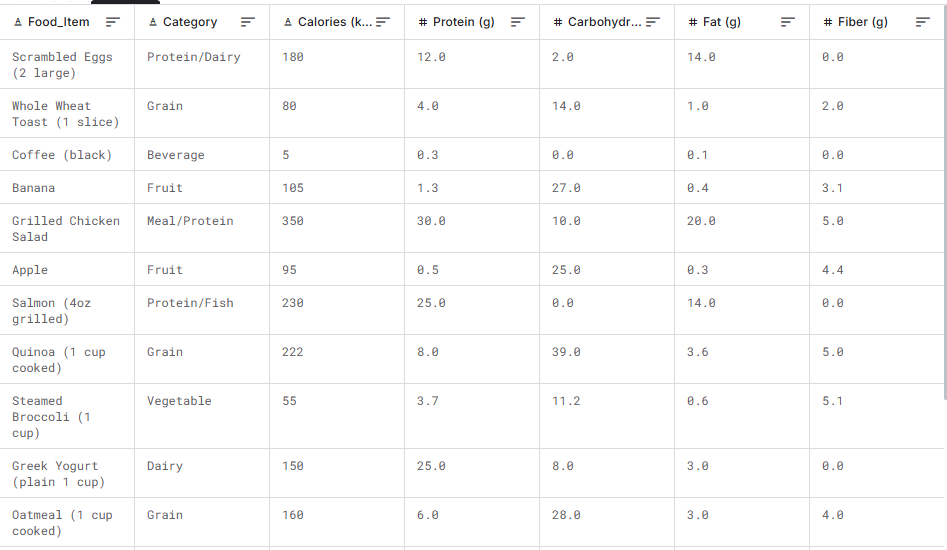 Food_Item Category Calories (k... Protein (g) Carbohydr... Fat (g) Fiber (g)
Scrambled Eggs Protein/Dairy 180 12.0 2.0 14.0 0.0
(2 large)
Whole Wheat Grain 80 4.0 14.0 1.0 2.0
Toast (1 slice)
Coffee (black) Beverage 5 0.3 0.0 0.1 0.0
Banana Fruit 105 1.3 27.0 0.4 3.1
Grilled Chicken Meal/Protein 350 30.0 10.0 20.0 5.0
Salad
Apple Fruit 95 0.5 25.0 0.3 4.4
Salmon (4oz Protein/Fish 230 25.0 0.0 14.0 0.0
grilled)
Quinoa (1 cup Grain 222 8.0 39.0 3.6 5.0
cooked)
Steamed Vegetable 55 3.7 11.2 0.6 5.1
Broccoli (1
cup)
Greek Yogurt Dairy 150 25.0 8.0 3.0 0.0
(plain 1 cup)
Oatmeal (1 cup Grain 160 6.0 28.0 3.0 4.0
cooked)